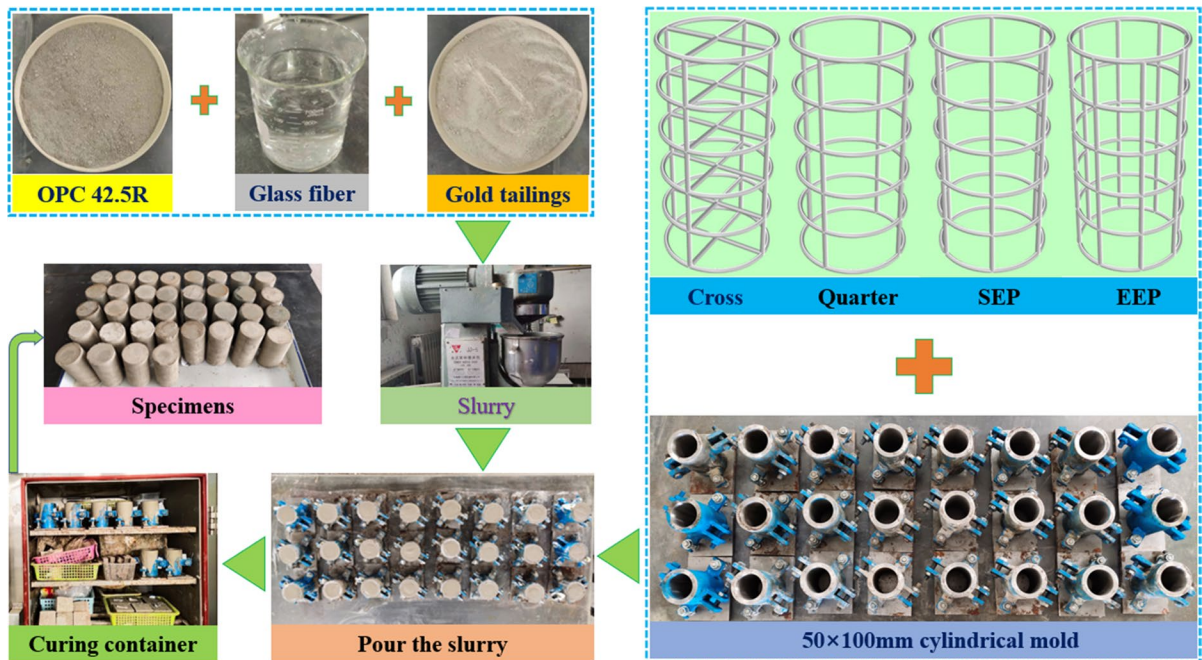 OPC 42.5R
Glass fiber
Gold tailings
Cross
Quarter
SEP
EEP
Specimens
Slurry
Curing container
Pour the slurry
50×100mm cylindrical mold